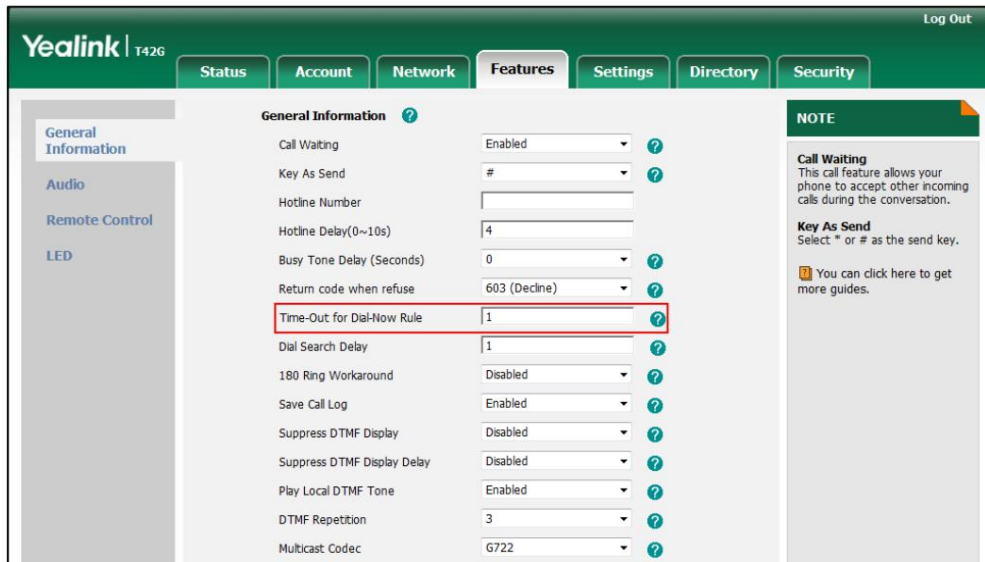 Log Out
Yealink | T42G
Status Account Network Features Settings Directory Security
General
Information
Audio
Remote Control
LED
General Information ?
Call Waiting Enabled ?
Key As Send # ?
Hotline Number
Hotline Delay(0~10s) 4
Busy Tone Delay (Seconds) 0 ?
Return code when refuse 603 (Decline) ?
Time-Out for Dial-Now Rule 1 ?
Dial Search Delay 1 ?
180 Ring Workaround Disabled ?
Save Call Log Enabled ?
Suppress DTMF Display Disabled ?
Suppress DTMF Display Delay Disabled ?
Play Local DTMF Tone Enabled ?
DTMF Repetition 3 ?
Multicast Codec G722 ?
NOTE
Call Waiting
This call feature allows your
phone to accept other incoming
calls during the conversation.
Key As Send
Select * or # as the send key.
? You can click here to get
more guides.